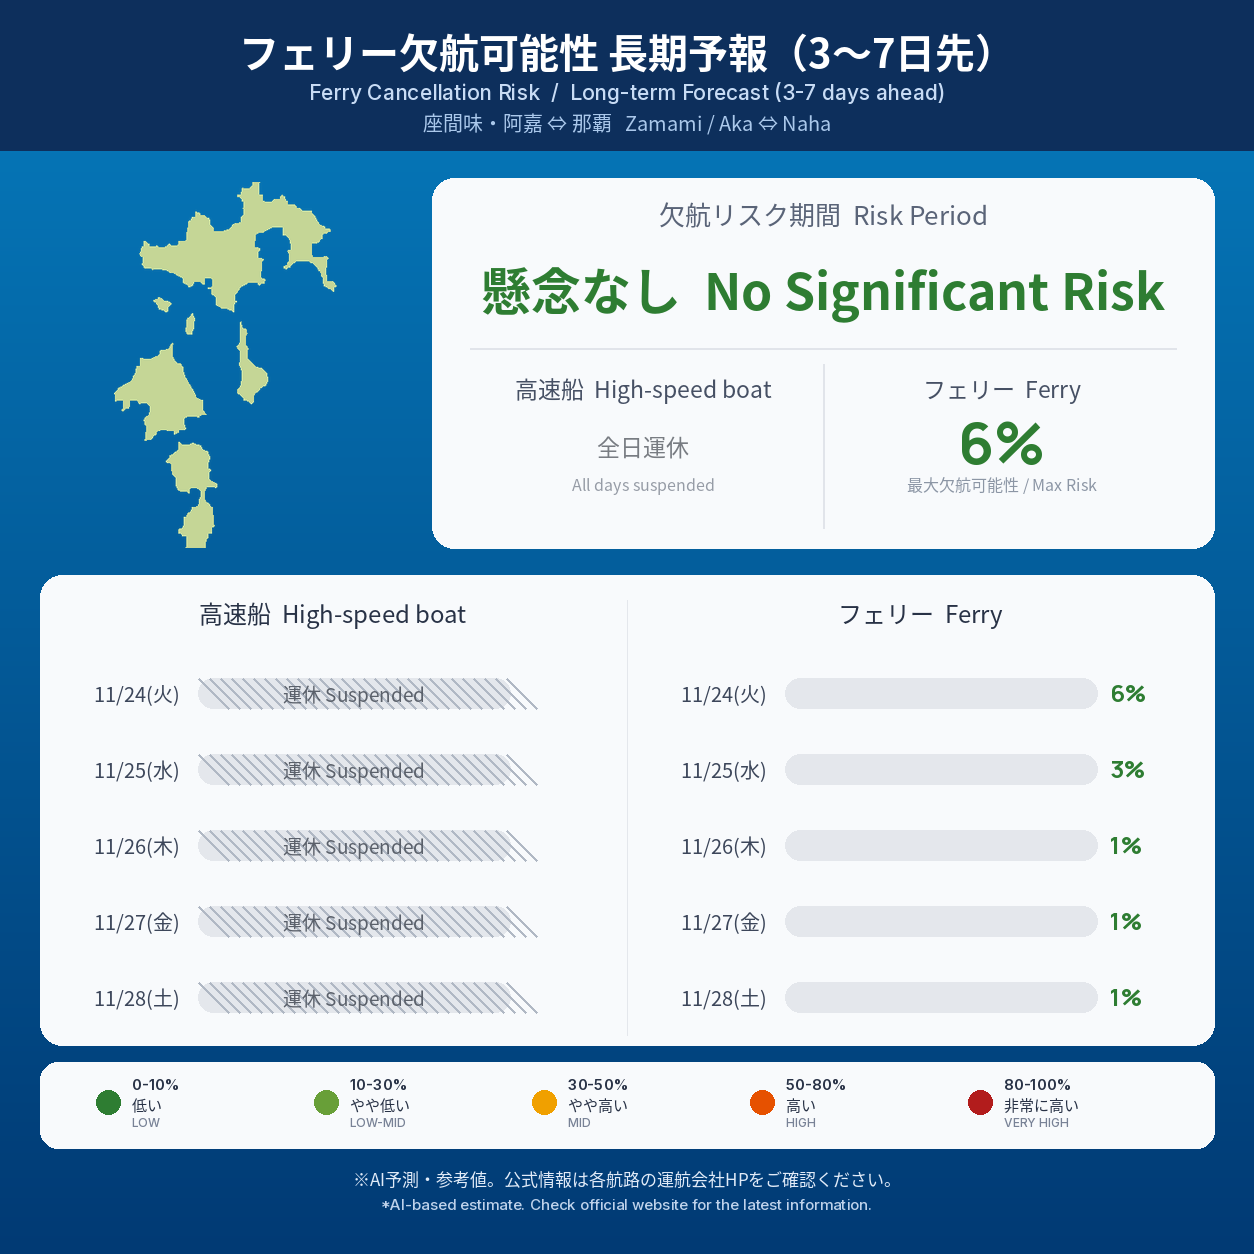 フェリー欠航可能性 長期予報（3〜7日先）
Ferry Cancellation Risk / Long-term Forecast (3-7 days ahead)
座間味・阿嘉 ⇔ 那覇 Zamami / Aka ⇔ Naha
欠航リスク期間 Risk Period
懸念なし No Significant Risk
高速船 High-speed boat
全日運休
All days suspended
フェリー Ferry
6%
最大欠航可能性 / Max Risk
高速船 High-speed boat
11/24(火) 運休 Suspended
11/25(水) 運休 Suspended
11/26(木) 運休 Suspended
11/27(金) 運休 Suspended
11/28(土) 運休 Suspended
フェリー Ferry
11/24(火) 6%
11/25(水) 3%
11/26(木) 1%
11/27(金) 1%
11/28(土) 1%
0-10%
低い
LOW
10-30%
やや低い
LOW-MID
30-50%
やや高い
MID
50-80%
高い
HIGH
80-100%
非常に高い
VERY HIGH
※AI予測・参考値。公式情報は各航路の運航会社HPをご確認ください。
*AI-based estimate. Check official website for the latest information.